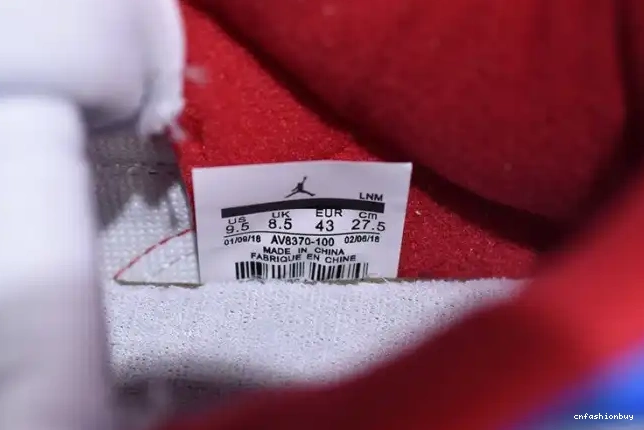 LNM
US UK EUR cm
9.5 8.5 43 27.5
01/09/18 AV8370-100 02/06/18
MADE IN CHINA
FABRIQUE EN CHINE
cnfashionbuy